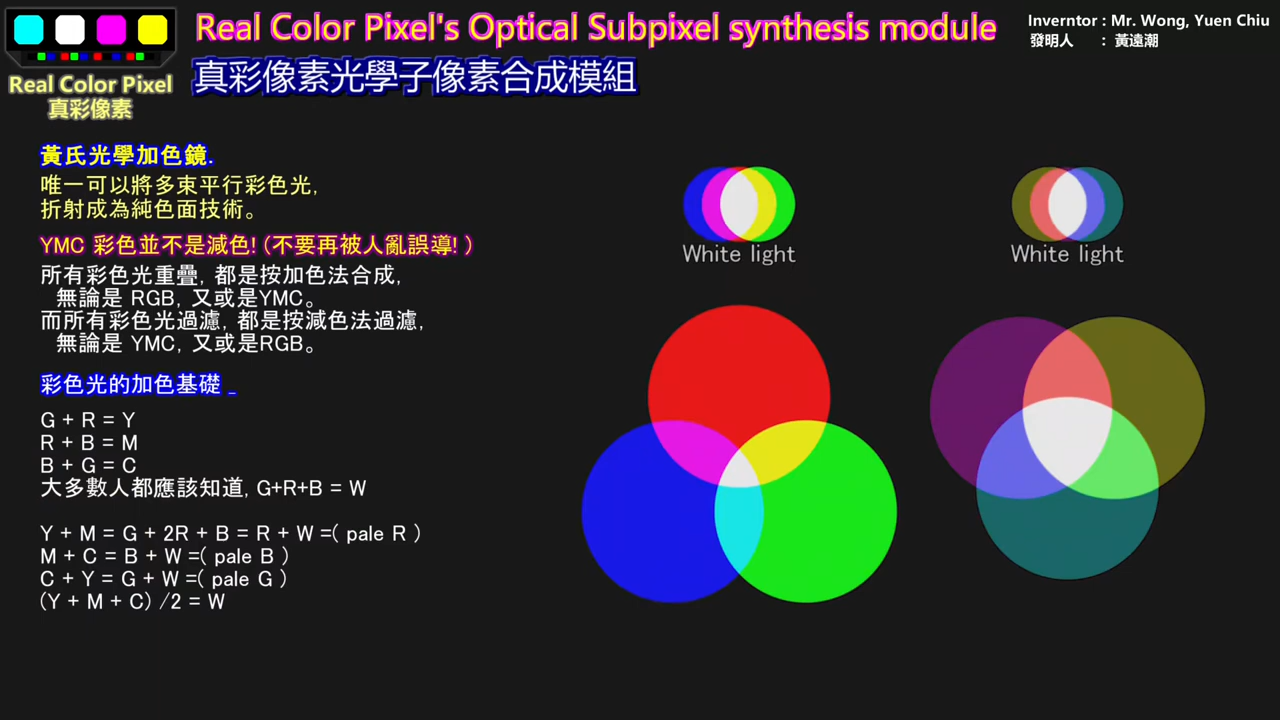 Real Color Pixel's Optical Subpixel synthesis module
真彩像素光學子像素合成模組
Inverntor : Mr. Wong, Yuen Chiu
發明人 : 黃遠潮
Real Color Pixel
真彩像素
黃氏光學加色鏡.
唯一可以將多束平行彩色光,
折射成為純色面技術。
YMC 彩色並不是減色! (不要再被人亂誤導! )
所有彩色光重疊, 都是按加色法合成,
無論是 RGB, 又或是YMC。
而所有彩色光過濾, 都是按減色法過濾,
無論是 YMC, 又或是RGB。
彩色光的加色基礎 _
G + R = Y
R + B = M
B + G = C
大多數人都應該知道, G+R+B = W
Y + M = G + 2R + B = R + W =( pale R )
M + C = B + W =( pale B )
C + Y = G + W =( pale G )
(Y + M + C) /2 = W
White light
White light